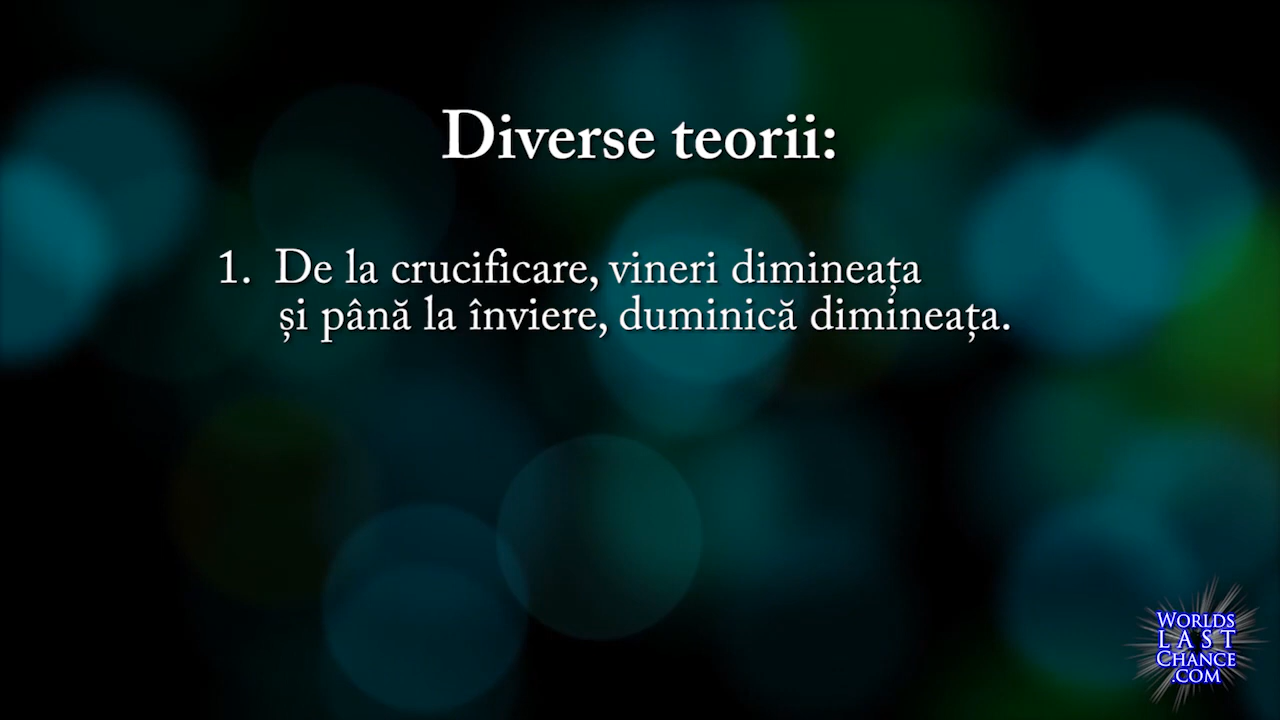 Diverse teorii:
1. De la crucificare, vineri dimineața
și până la înviere, duminică dimineața.
WORLDS
LAST
CHANCE
.COM